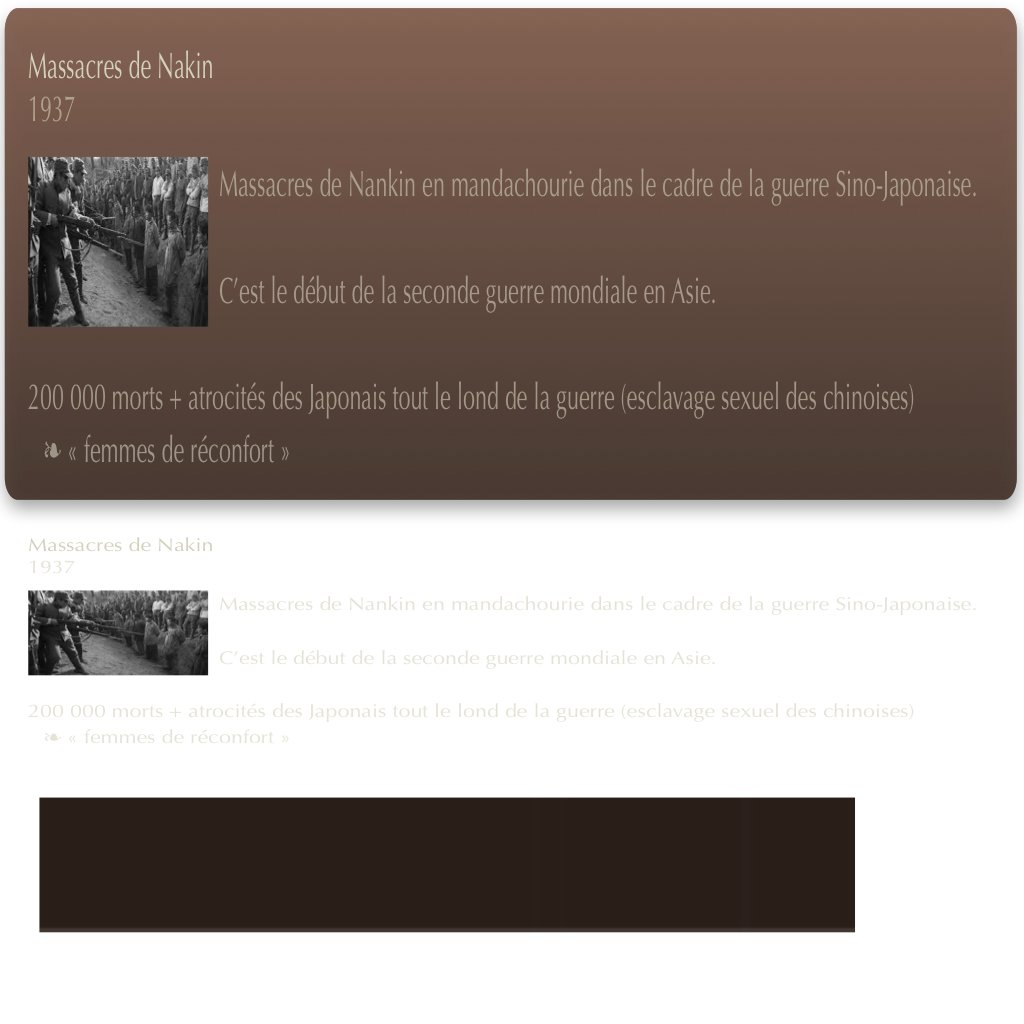 Massacres de Nakin
1937
Massacres de Nankin en mandachourie dans le cadre de la guerre Sino-Japonaise.
C’est le début de la seconde guerre mondiale en Asie.
200 000 morts + atrocités des Japonais tout le lond de la guerre (esclavage sexuel des chinoises)
❧ « femmes de réconfort »
Massacres de Nakin
1937
Massacres de Nankin en mandachourie dans le cadre de la guerre Sino-Japonaise.
C’est le début de la seconde guerre mondiale en Asie.
200 000 morts + atrocités des Japonais tout le lond de la guerre (esclavage sexuel des chinoises)
❧ « femmes de réconfort »